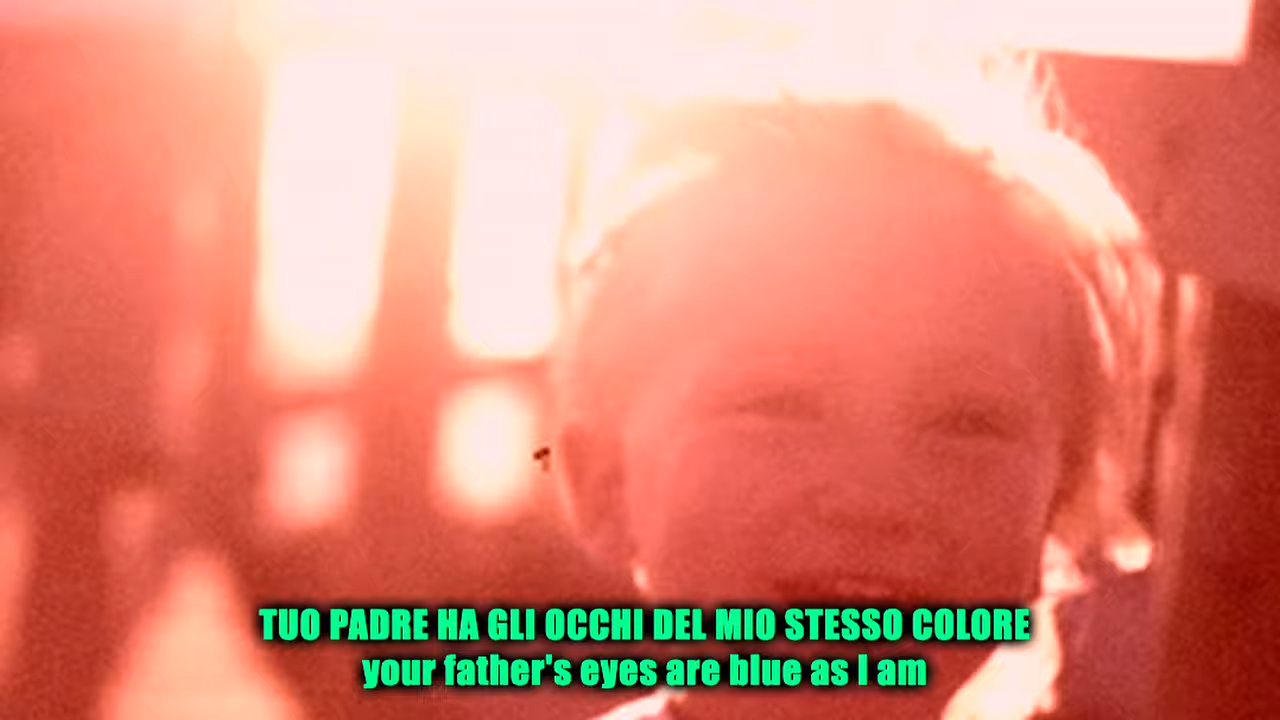 TUO PADRE HA GLI OCCHI DEL MIO STESSO COLORE
your father's eyes are blue as I am